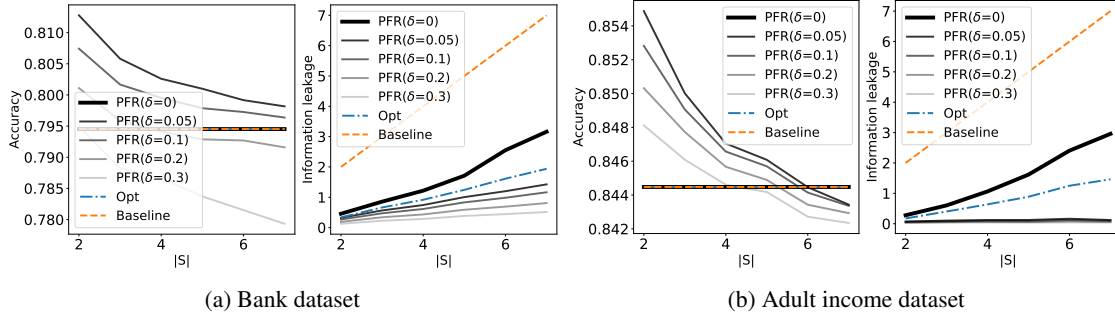 0.810
0.805
0.800
0.795
0.790
0.785
0.780
Accuracy
PFR(δ=0)
PFR(δ=0.05)
PFR(δ=0.1)
PFR(δ=0.2)
PFR(δ=0.3)
Opt
Baseline
2 4 6
|S|
7
6
5
4
3
2
1
0
Information leakage
PFR(δ=0)
PFR(δ=0.05)
PFR(δ=0.1)
PFR(δ=0.2)
PFR(δ=0.3)
Opt
Baseline
2 4 6
|S|
(a) Bank dataset
0.854
0.852
0.850
0.848
0.846
0.844
0.842
Accuracy
PFR(δ=0)
PFR(δ=0.05)
PFR(δ=0.1)
PFR(δ=0.2)
PFR(δ=0.3)
Opt
Baseline
2 4 6
|S|
7
6
5
4
3
2
1
0
Information leakage
PFR(δ=0)
PFR(δ=0.05)
PFR(δ=0.1)
PFR(δ=0.2)
PFR(δ=0.3)
Opt
Baseline
2 4 6
|S|
(b) Adult income dataset